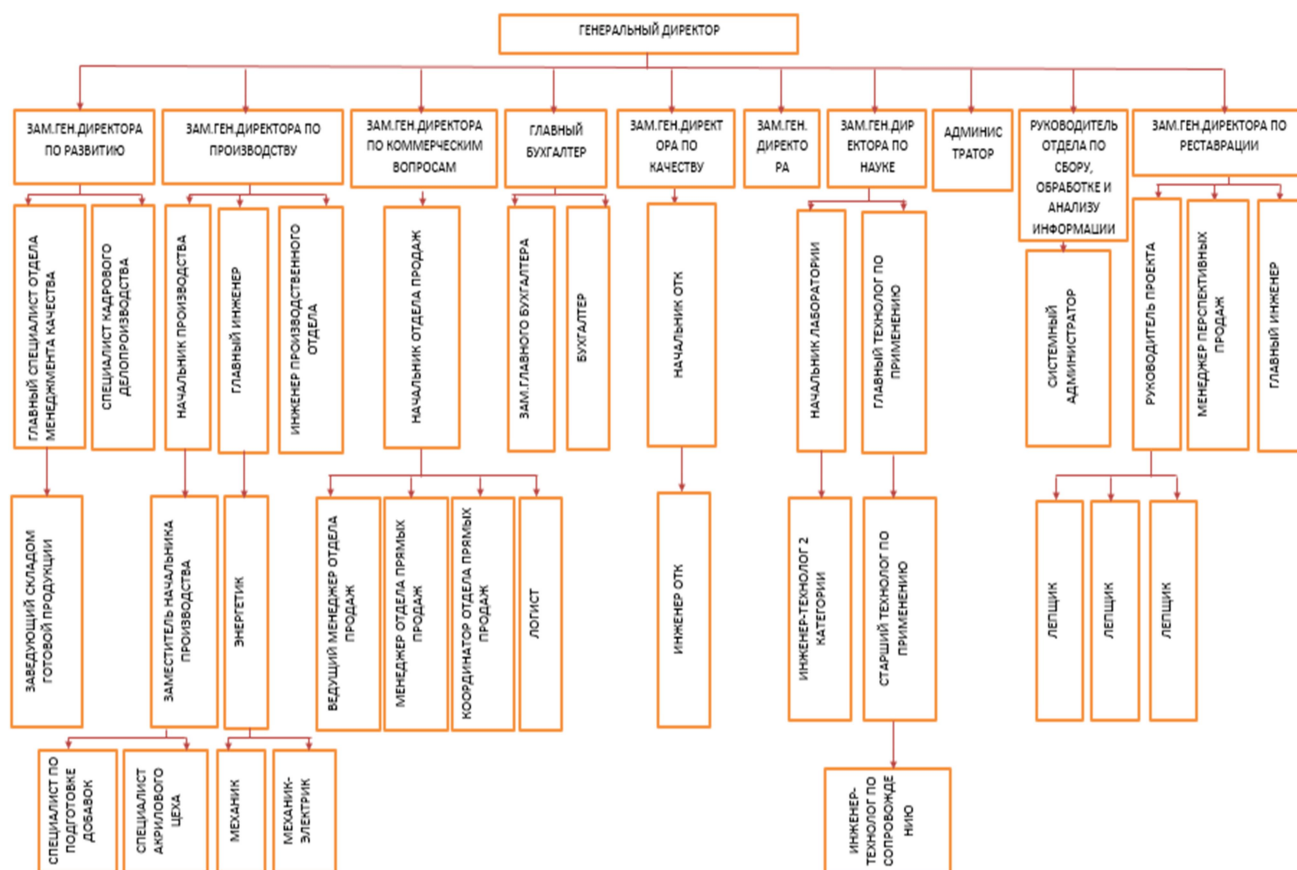 ГЕНЕРАЛЬНЫЙ ДИРЕКТОР
ЗАМ.ГЕН.ДИРЕКТОРА
ПО РАЗВИТИЮ
ЗАМ.ГЕН.ДИРЕКТОРА ПО
ПРОИЗВОДСТВУ
ЗАМ.ГЕН.ДИРЕКТОРА
ПО КОММЕРЧЕСКИМ
ВОПРОСАМ
ГЛАВНЫЙ
БУХГАЛТЕР
ЗАМ.ГЕН.ДИРЕКТ
ОРА ПО
КАЧЕСТВУ
ЗАМ.ГЕН.
ДИРЕКТО
РА
ЗАМ.ГЕН.ДИР
ЕКТОРА ПО
НАУКЕ
АДМИНИС
ТРАТОР
РУКОВОДИТЕЛЬ
ОТДЕЛА ПО
СБОРУ,
ОБРАБОТКЕ И
АНАЛИЗУ
ИНФОРМАЦИИ
ЗАМ.ГЕН.ДИРЕКТОРА ПО
РЕСТАВРАЦИИ
ГЛАВНЫЙ СПЕЦИАЛИСТ ОТДЕЛА
МЕНЕДЖМЕНТА КАЧЕСТВА
СПЕЦИАЛИСТ КАДРОВОГО
ДЕЛОПРОИЗВОДСТВА
НАЧАЛЬНИК ПРОИЗВОДСТВА
ГЛАВНЫЙ ИНЖЕНЕР
ИНЖЕНЕР ПРОИЗВОДСТВЕННОГО
ОТДЕЛА
НАЧАЛЬНИК ОТДЕЛА ПРОДАЖ
ЗАМ.ГЛАВНОГО БУХГАЛТЕРА
БУХГАЛТЕР
НАЧАЛЬНИК ОТК
НАЧАЛЬНИК ЛАБОРАТОРИИ
ГЛАВНЫЙ ТЕХНОЛОГ ПО
ПРИМЕНЕНИЮ
СИСТЕМНЫЙ
АДМИНИСТРАТОР
РУКОВОДИТЕЛЬ ПРОЕКТА
МЕНЕДЖЕР ПЕРСПЕКТИВНЫХ
ПРОДАЖ
ГЛАВНЫЙ ИНЖЕНЕР
ЗАВЕДУЮЩИЙ СКЛАДОМ
ГОТОВОЙ ПРОДУКЦИИ
ЗАМЕСТИТЕЛЬ НАЧАЛЬНИКА
ПРОИЗВОДСТВА
ЭНЕРГЕТИК
ВЕДУЩИЙ МЕНЕДЖЕР ОТДЕЛА
ПРОДАЖ
МЕНЕДЖЕР ОТДЕЛА ПРЯМЫХ
ПРОДАЖ
КООРДИНАТОР ОТДЕЛА ПРЯМЫХ
ПРОДАЖ
ЛОГИСТ
ИНЖЕНЕР ОТК
ИНЖЕНЕР-ТЕХНОЛОГ 2
КАТЕГОРИИ
СТАРШИЙ ТЕХНОЛОГ ПО
ПРИМЕНЕНИЮ
ЛЕПЩИК
ЛЕПЩИК
ЛЕПЩИК
СПЕЦИАЛИСТ ПО
ПОДГОТОВКЕ
ДОБАВОК
СПЕЦИАЛИСТ
АКРИЛОВОГО
ЦЕХА
МЕХАНИК
МЕХАНИК-
ЭЛЕКТРИК
ИНЖЕНЕР-
ТЕХНОЛОГ ПО
СОПРОВОЖДЕ
НИЮ